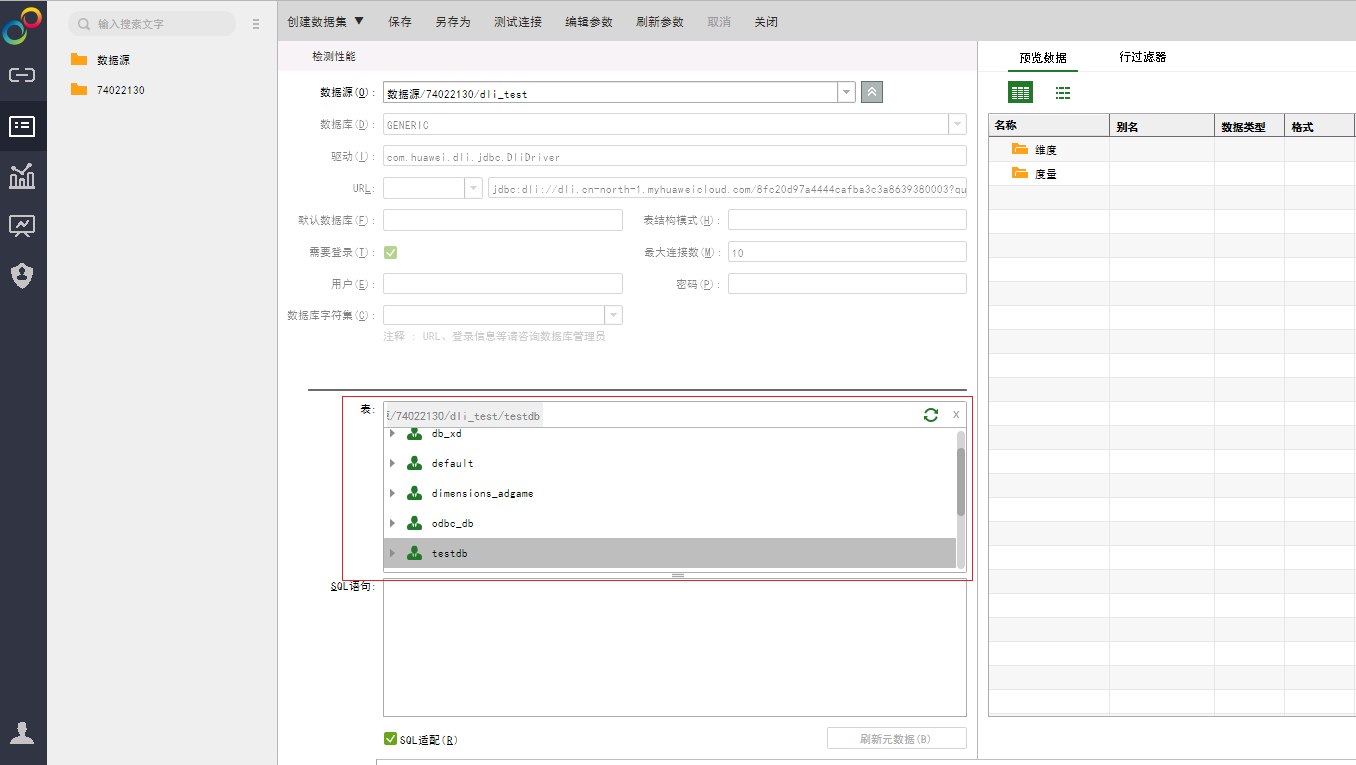 输入搜索文字
数据源
74022130
创建数据集 ▼ 保存 另存为 测试连接 编辑参数 刷新参数 取消 关闭
检测性能
数据源(O): 数据源/74022130/dli_test
数据库(D): GENERIC
驱动(I): com.huawei.dli.jdbc.DliDriver
URL: jdbc:dli://dli.cn-north-1.myhuaweicloud.com/8fc20d97a4444cafba3c3a8639380003?qu
默认数据库(F): 表结构模式(H):
需要登录(T): 最大连接数(M): 10
用户(E): 密码(P):
数据库字符集(C):
注释 : URL、登录信息等请咨询数据库管理员
表: /74022130/dli_test/testdb x
db_xd
default
dimensions_adgame
odbc_db
testdb
SQL语句:
SQL适配(R) 刷新元数据(B)
预览数据 行过滤器
名称 别名 数据类型 格式
维度
度量